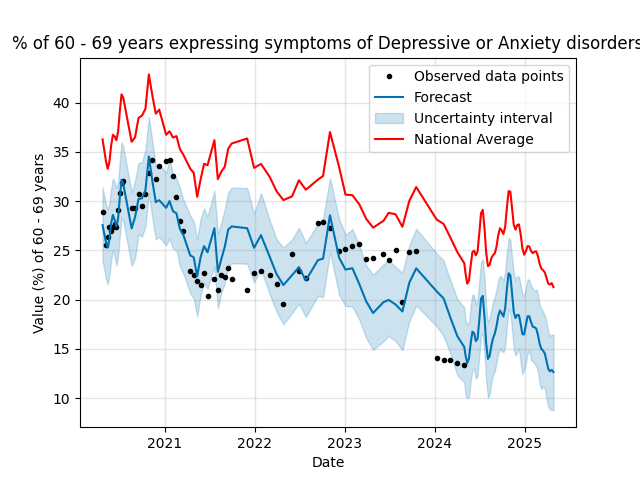 % of 60 - 69 years expressing symptoms of Depressive or Anxiety disorders
Observed data points
Forecast
Uncertainty interval
National Average
Value (%) of 60 - 69 years
40
35
30
25
20
15
10
2021 2022 2023 2024 2025
Date